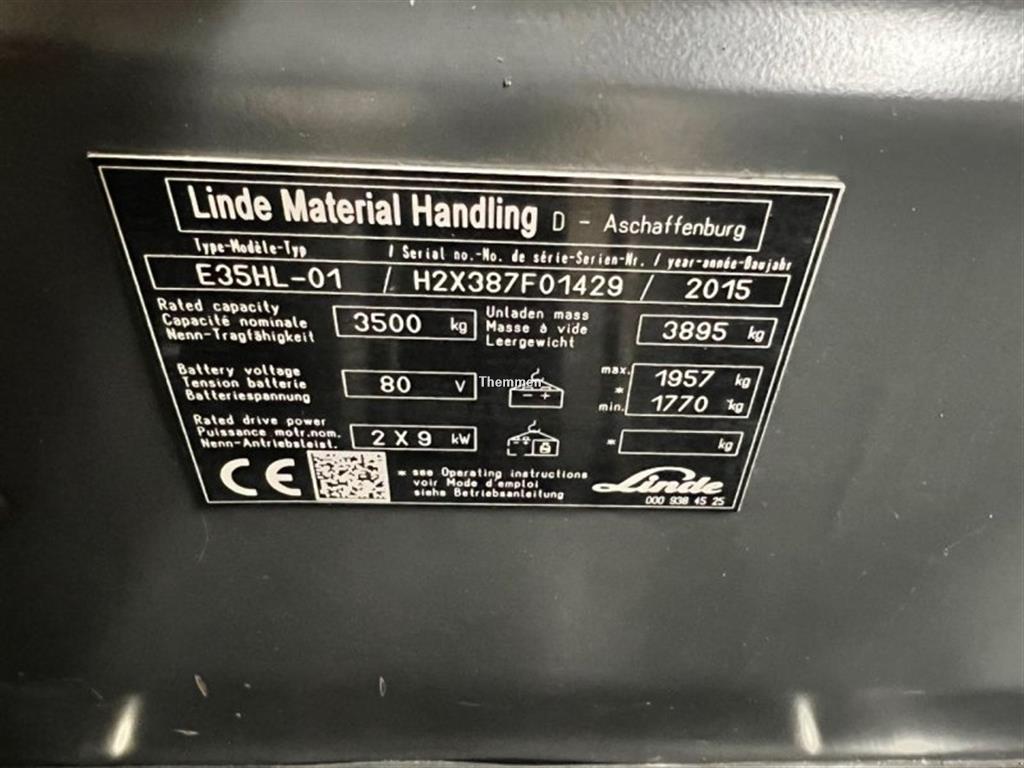 Linde Material Handling D - Aschaffenburg
Type-Modèle-Typ / Serial no.-No. de série-Serien-Nr. / year-année-Baujahr
E35HL-01 / H2X387F01429 / 2015
Rated capacity
Capacité nominale
Nenn-Tragfähigkeit
3500 kg
Unladen mass
Masse à vide
Leergewicht
3895 kg
Battery voltage
Tension batterie
Batteriespannung
80 V
Themmen
- +
max. 1957 kg
*
min. 1770 kg
Rated drive power
Puissance motr.nom.
Nenn-Antriebsleist.
2 X 9 kW
* kg
CE
* see Operating instructions
voir Mode d'emploi
siehe Betriebsanleitung
Linde
000 938 45 25